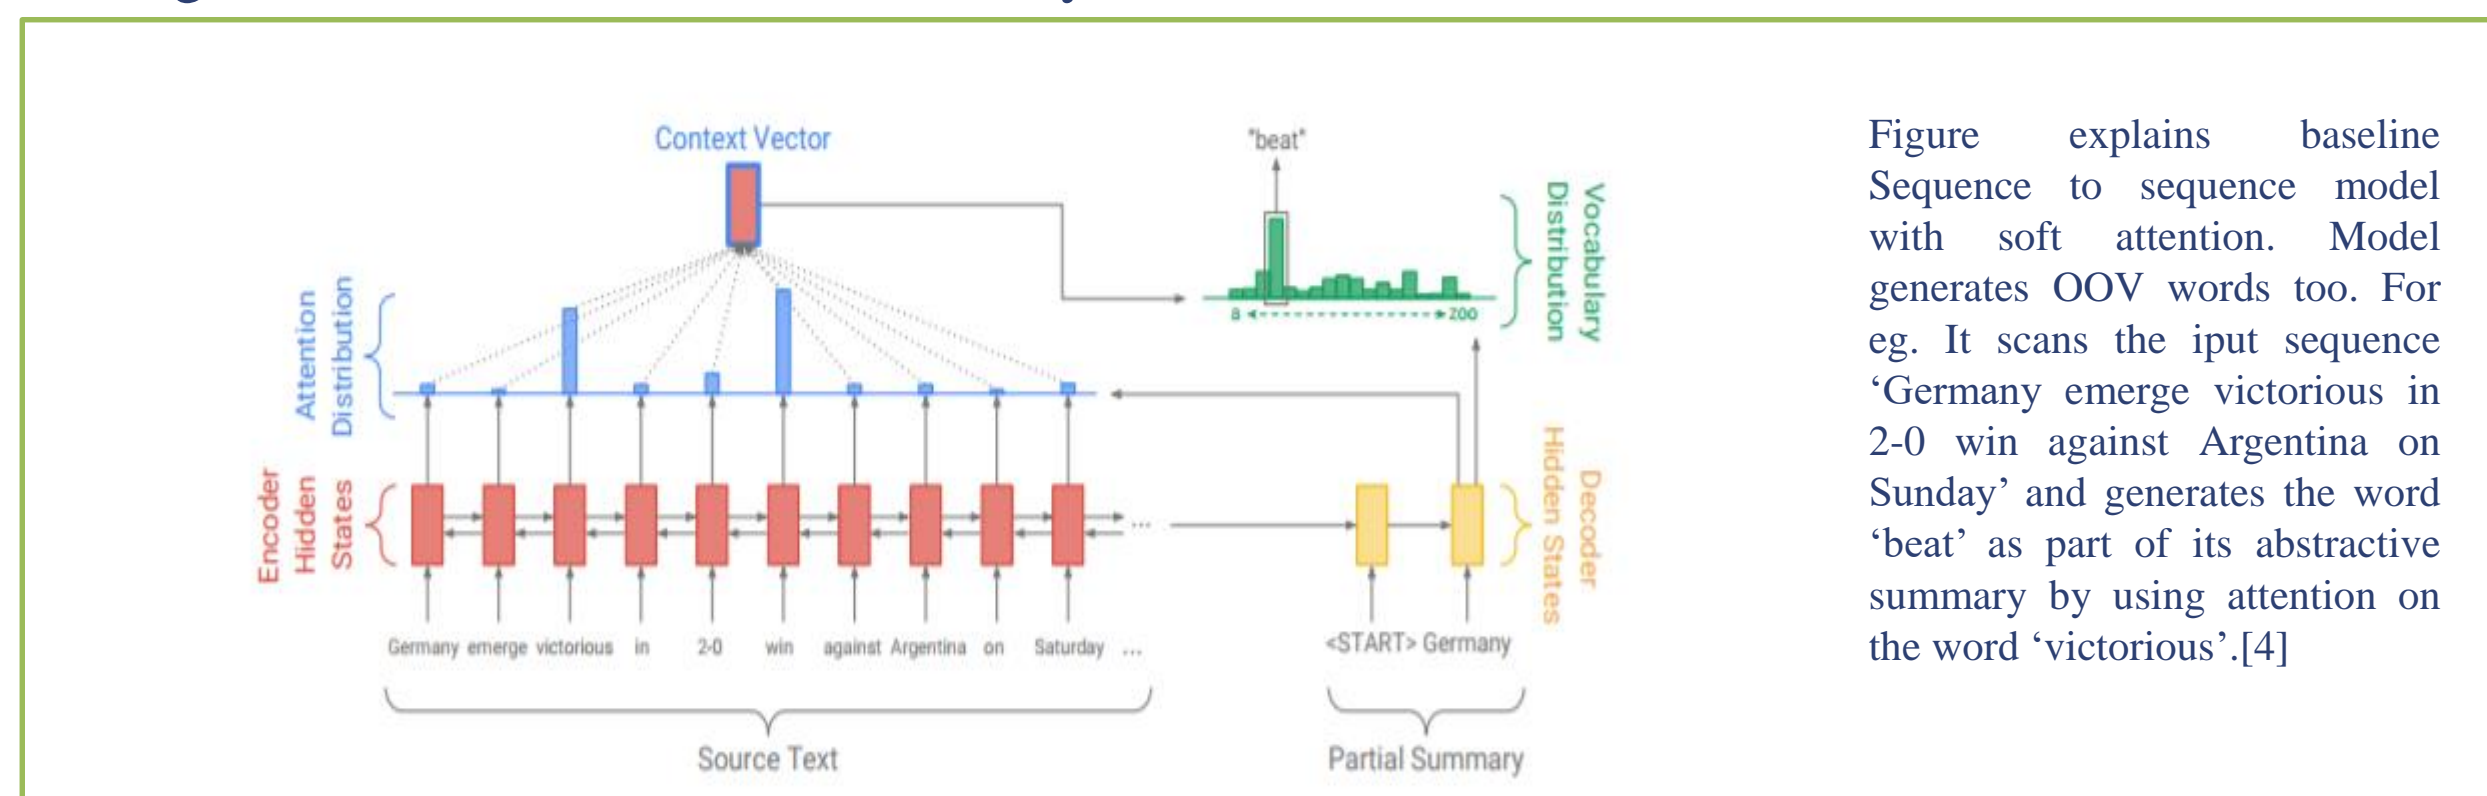 Context Vector
"beat"
Attention
Distribution
Vocabulary
Distribution
a
zoo
Encoder
Hidden
States
...
Decoder
Hidden States
Germany emerge victorious in 2-0 win against Argentina on Saturday ...
<START> Germany
Source Text
Partial Summary
Figure explains baseline
Sequence to sequence model
with soft attention. Model
generates OOV words too. For
eg. It scans the iput sequence
‘Germany emerge victorious in
2-0 win against Argentina on
Sunday’ and generates the word
‘beat’ as part of its abstractive
summary by using attention on
the word ‘victorious’.[4]